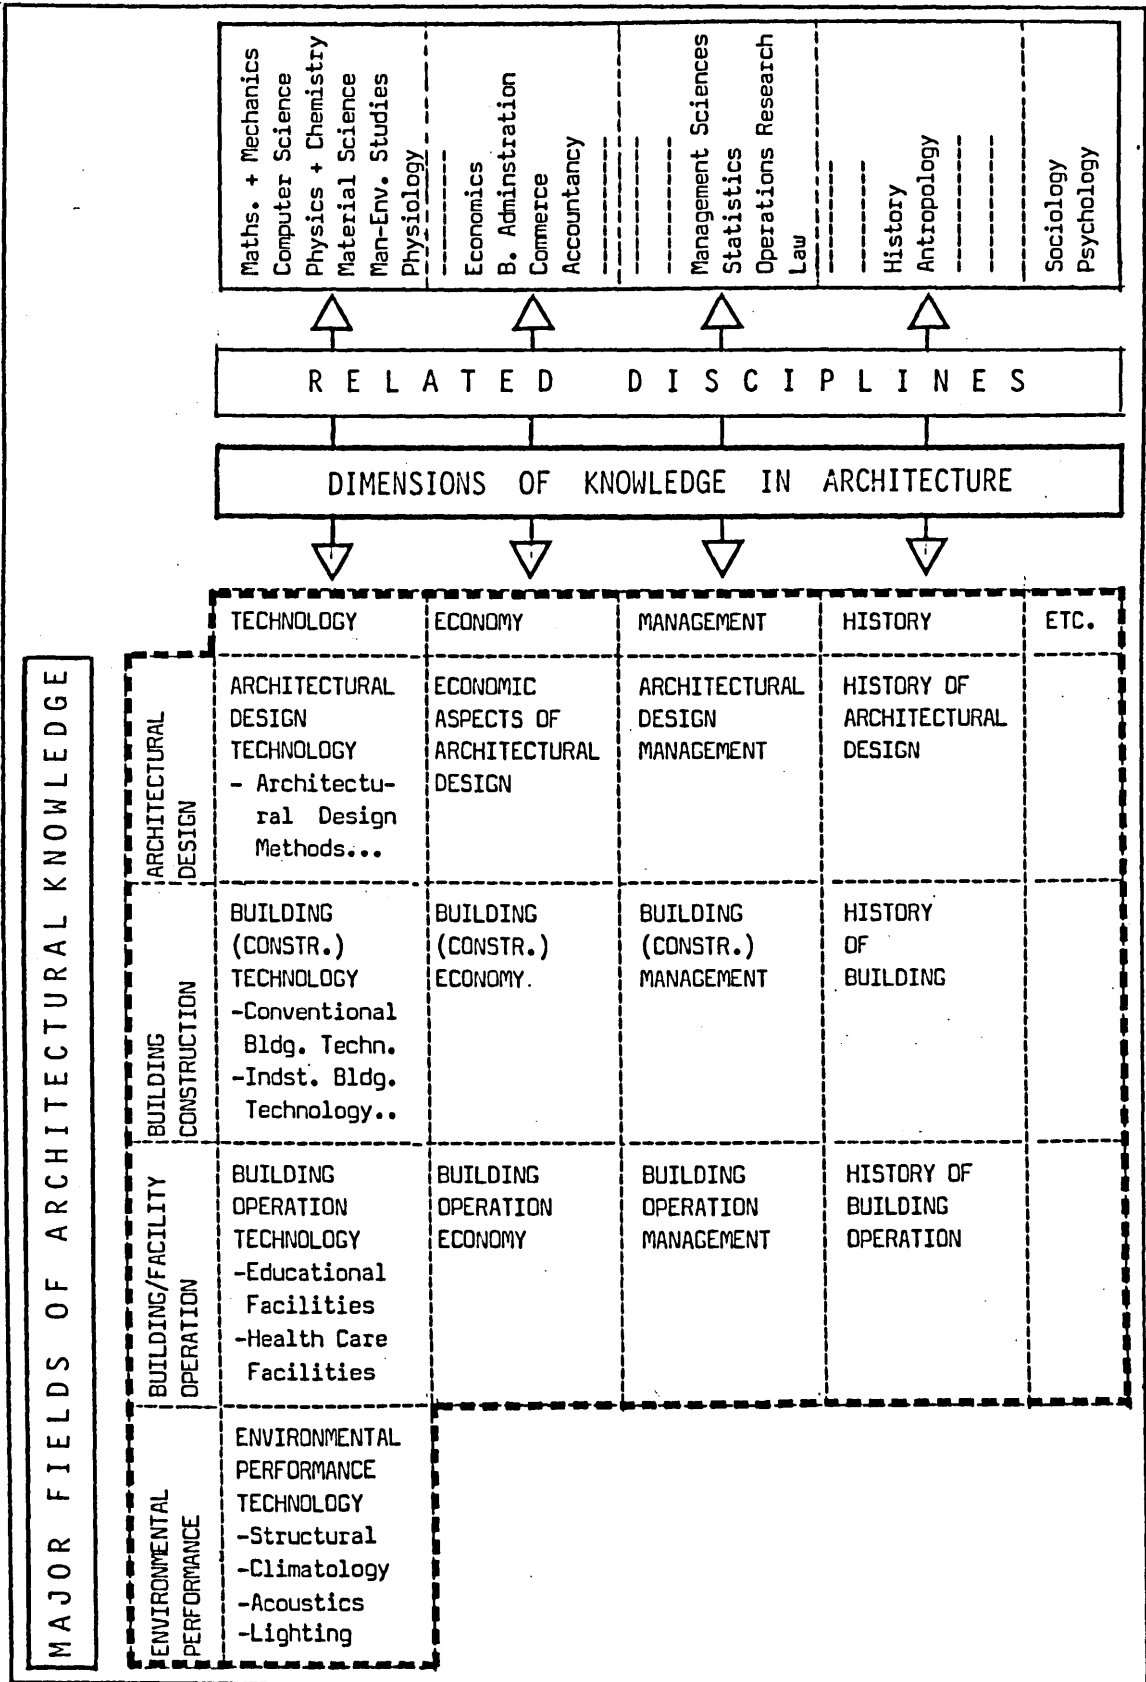 Maths. + Mechanics
Computer Science
Physics + Chemistry
Material Science
Man-Env. Studies
Physiology
Economics
B. Adminstration
Commerce
Accountancy
Management Sciences
Statistics
Operations Research
Law
History
Antropology
Sociology
Psychology
RELATED DISCIPLINES
DIMENSIONS OF KNOWLEDGE IN ARCHITECTURE
TECHNOLOGY
ECONOMY
MANAGEMENT
HISTORY
ETC.
MAJOR FIELDS OF ARCHITECTURAL KNOWLEDGE
ARCHITECTURAL
DESIGN
ARCHITECTURAL
DESIGN
TECHNOLOGY
- Architectu-
ral Design
Methods...
ECONOMIC
ASPECTS OF
ARCHITECTURAL
DESIGN
ARCHITECTURAL
DESIGN
MANAGEMENT
HISTORY OF
ARCHITECTURAL
DESIGN
BUILDING
CONSTRUCTION
BUILDING
(CONSTR.)
TECHNOLOGY
-Conventional
Bldg. Techn.
-Indst. Bldg.
Technology..
BUILDING
(CONSTR.)
ECONOMY.
BUILDING
(CONSTR.)
MANAGEMENT
HISTORY
OF
BUILDING
BUILDING/FACILITY
OPERATION
BUILDING
OPERATION
TECHNOLOGY
-Educational
Facilities
-Health Care
Facilities
BUILDING
OPERATION
ECONOMY
BUILDING
OPERATION
MANAGEMENT
HISTORY OF
BUILDING
OPERATION
ENVIRONMENTAL
PERFORMANCE
ENVIRONMENTAL
PERFORMANCE
TECHNOLOGY
-Structural
-Climatology
-Acoustics
-Lighting